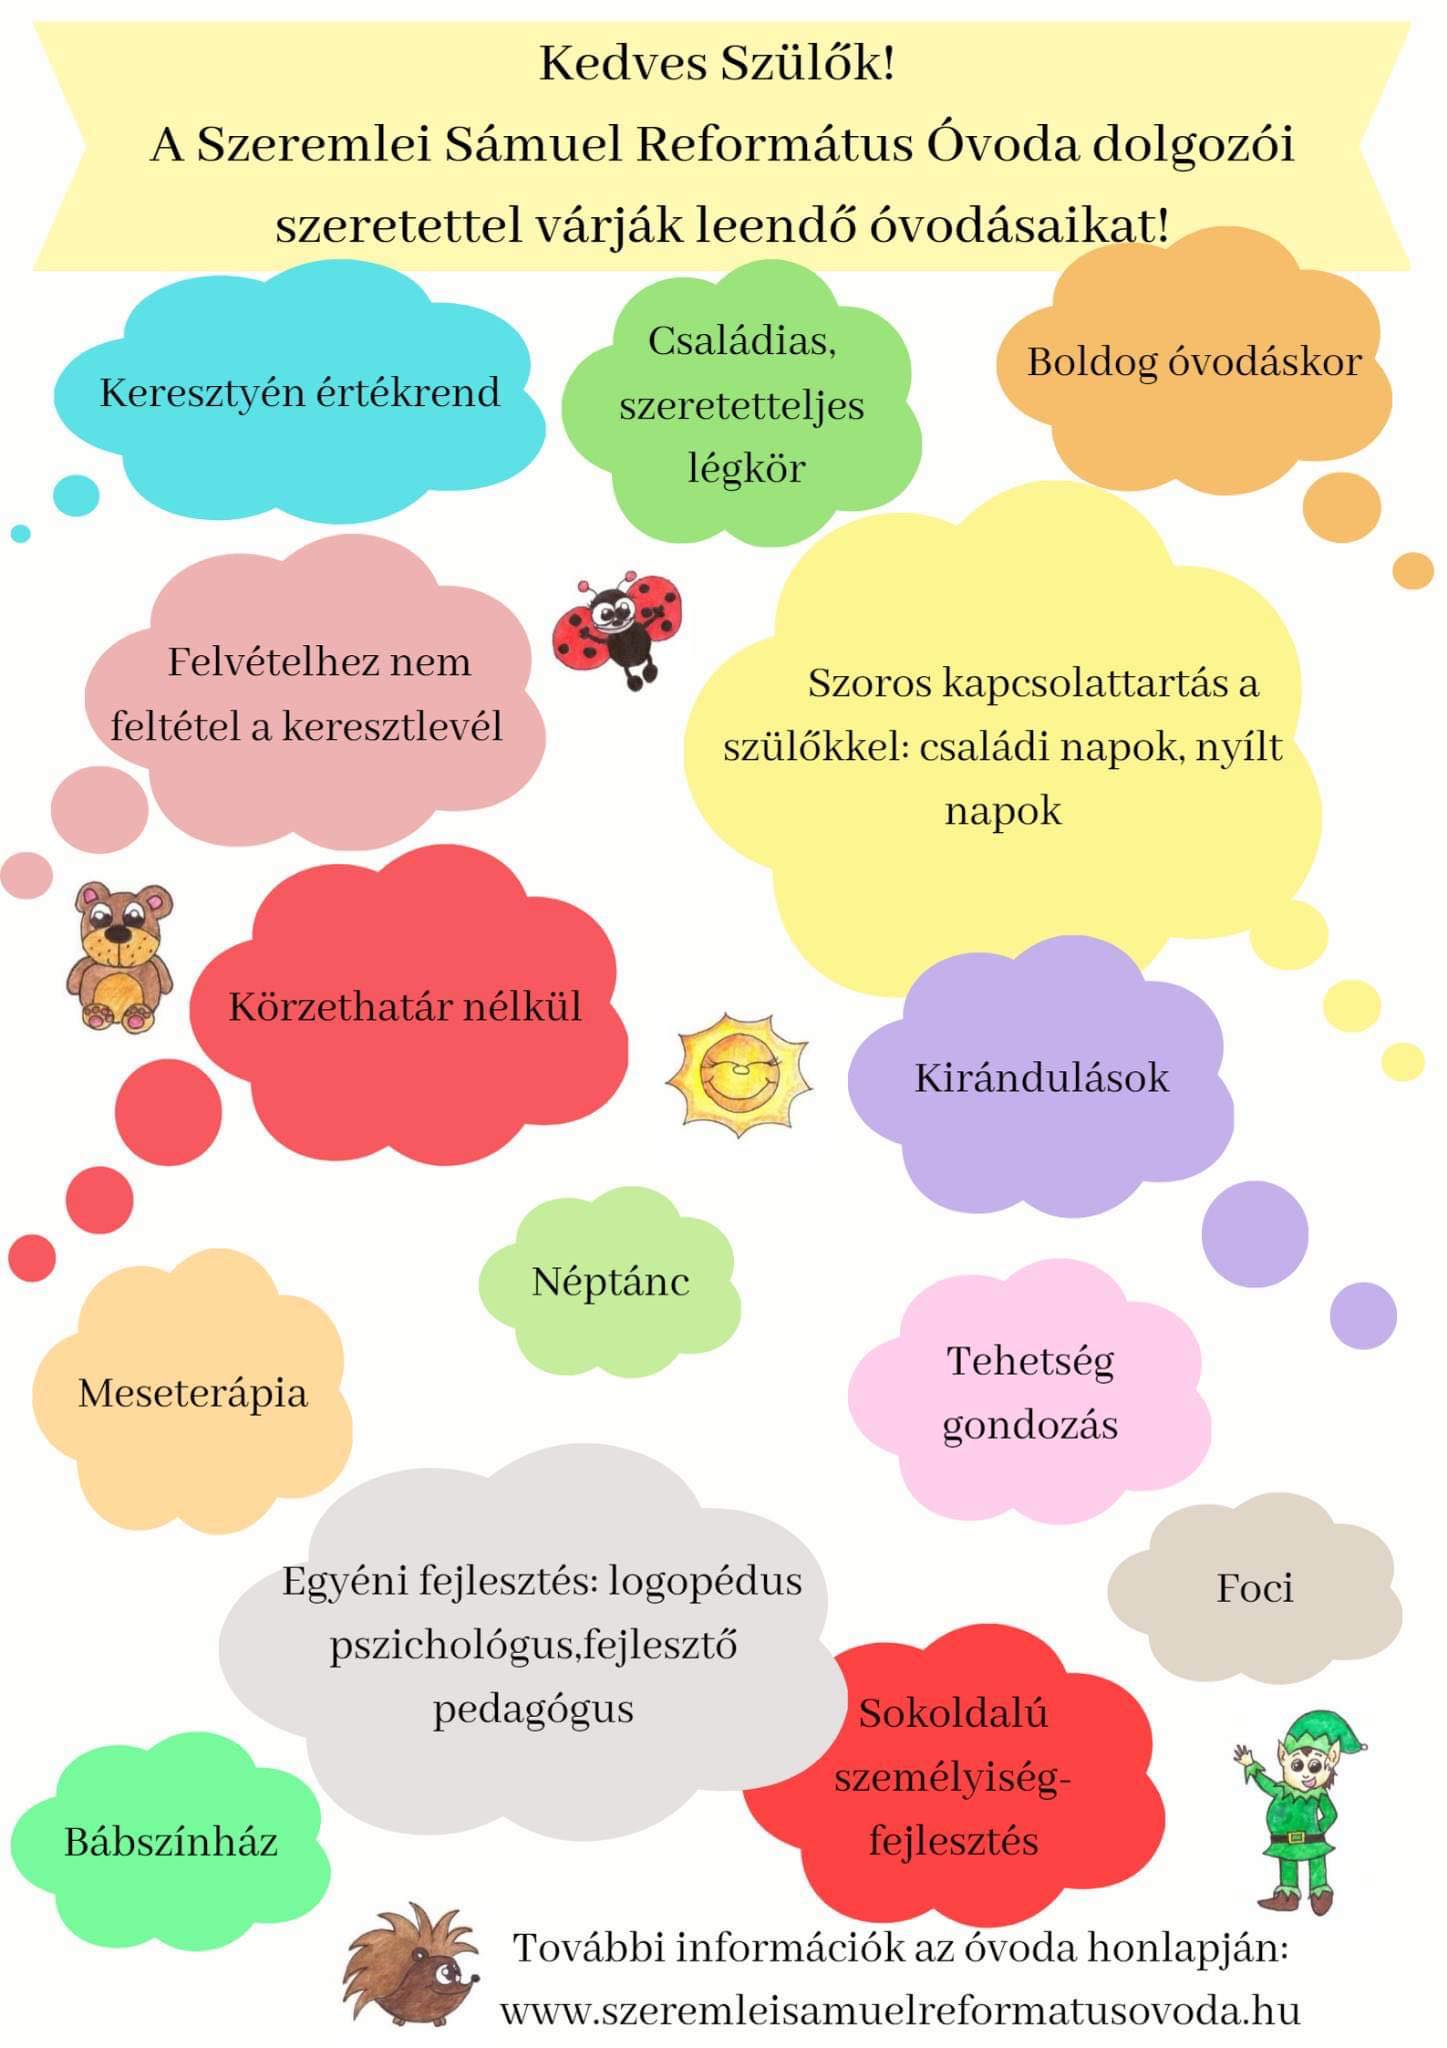 Kedves Szülők!
A Szeremlei Sámuel Református Óvoda dolgozói
szeretettel várják leendő óvodásaikat!
Keresztyén értékrend
Családias,
szeretetteljes
légkör
Boldog óvodáskor
Felvételhez nem
feltétel a keresztlevél
Szoros kapcsolattartás a
szülőkkel: családi napok, nyílt
napok
Körzethatár nélkül
Kirándulások
Néptánc
Meseterápia
Tehetség
gondozás
Egyéni fejlesztés: logopédus
pszichológus,fejlesztő
pedagógus
Foci
Sokoldalú
személyiség-
fejlesztés
Bábszínház
További információk az óvoda honlapján:
www.szeremleisamuelreformatusovoda.hu